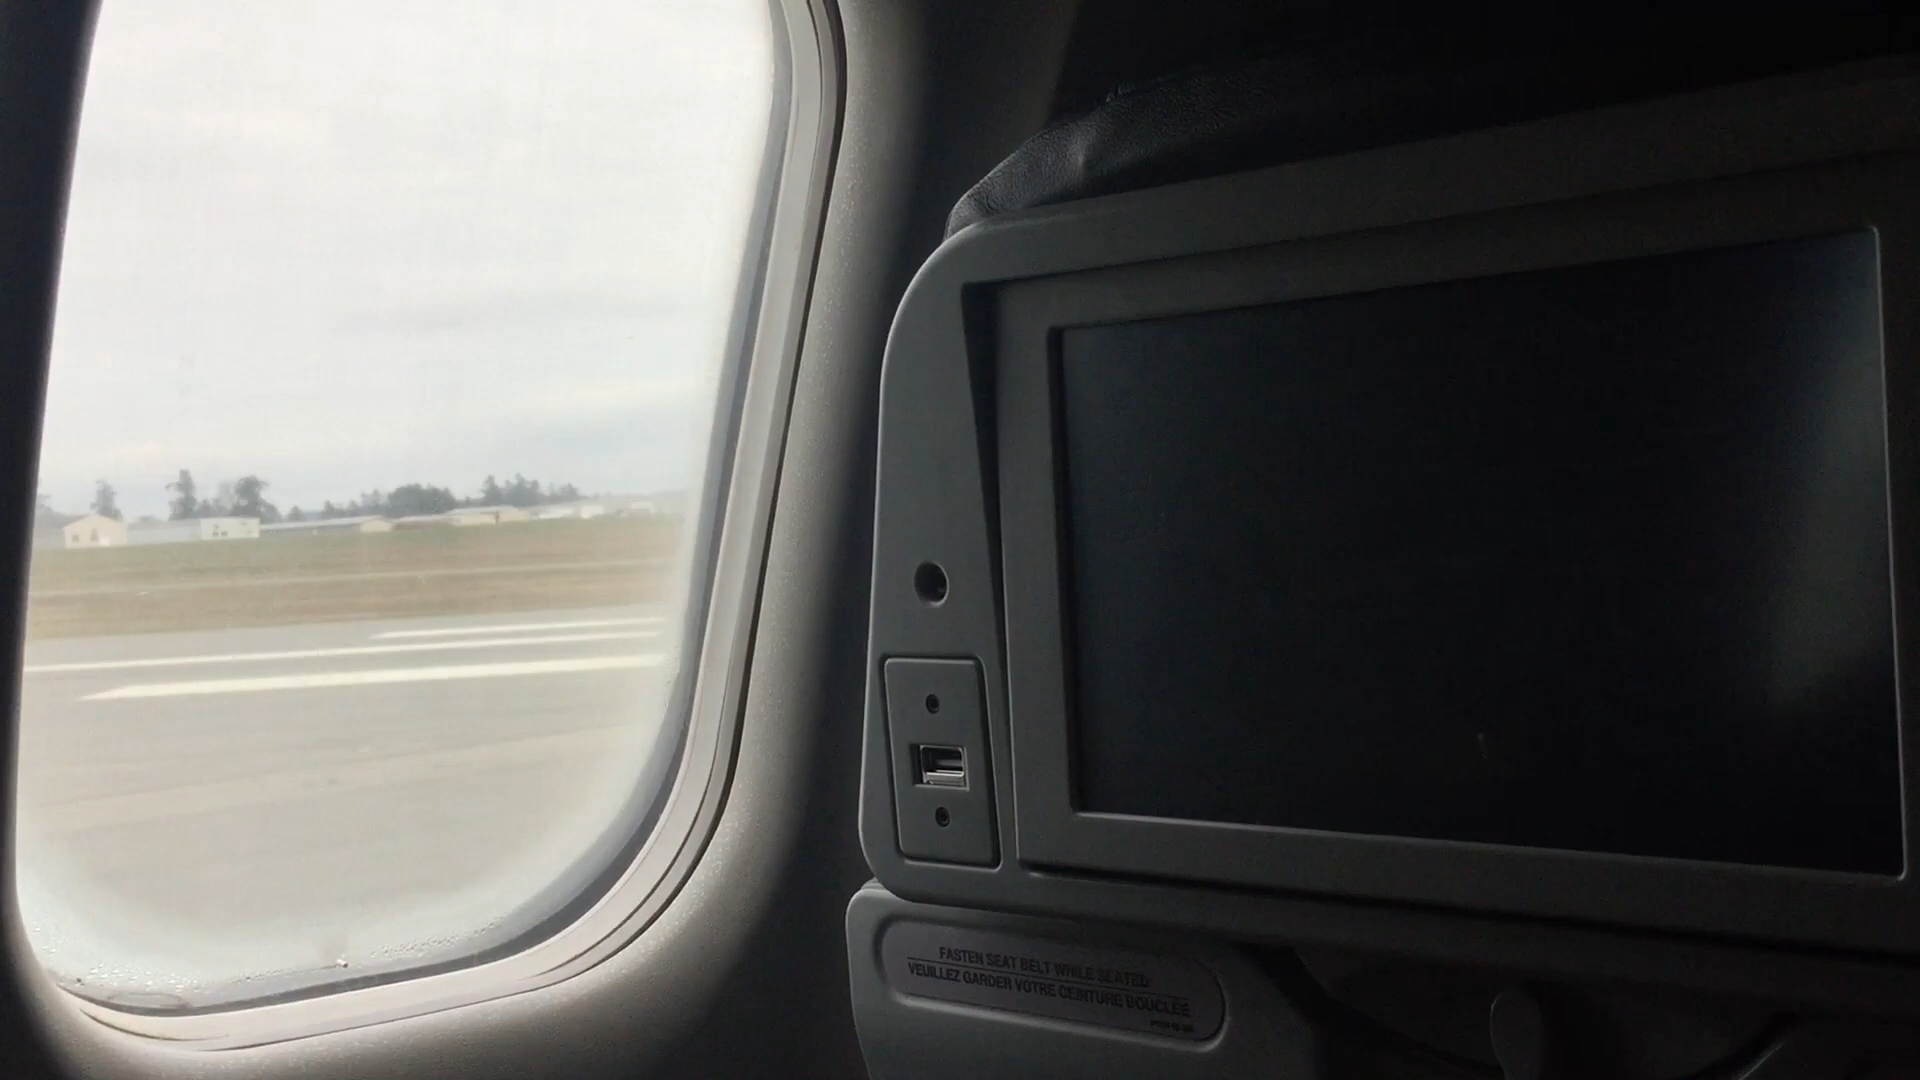 FASTEN SEAT BELT WHILE SEATED
VEUILLEZ GARDER VOTRE CEINTURE BOUCLÉE